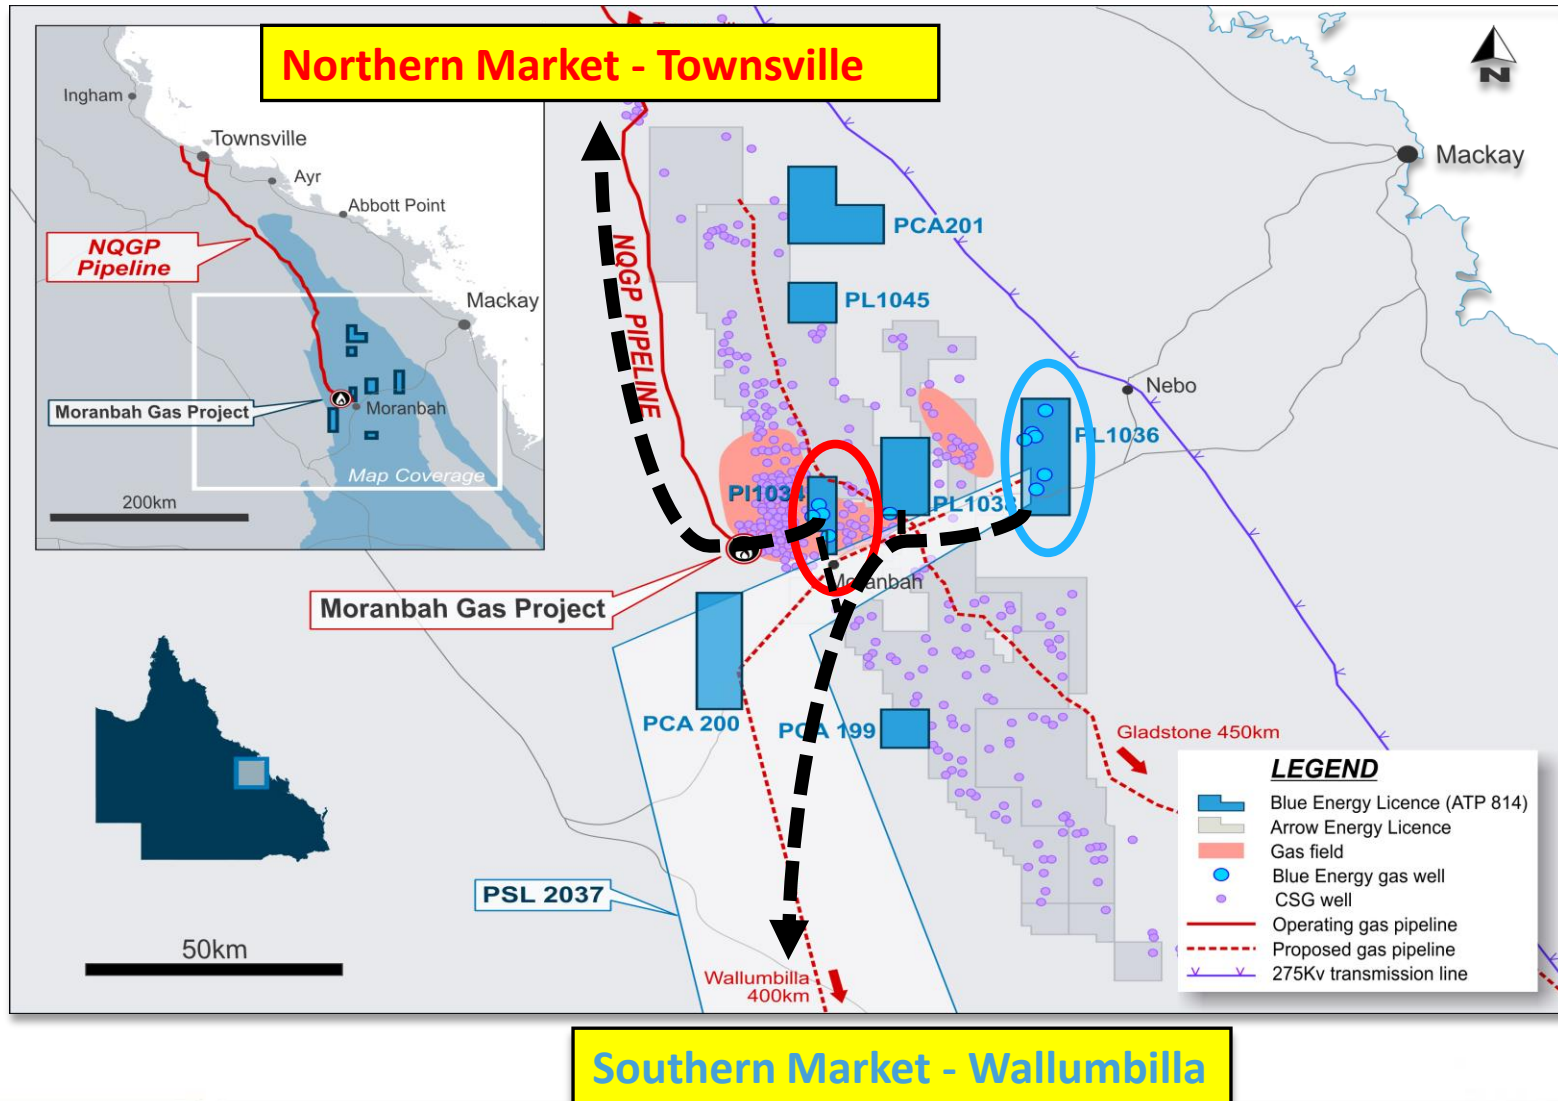 Northern Market - Townsville
N
Ingham
Townsville
Ayr
Abbott Point
NQGP
Pipeline
Mackay
Moranbah Gas Project
Moranbah
Map Coverage
200km
Mackay
PCA201
NQGP PIPELINE
PL1045
Nebo
PL1036
Pl1034
PL1038
Moranbah
Moranbah Gas Project
PCA 200
PCA 199
Gladstone 450km
PSL 2037
50km
Wallumbilla
400km
LEGEND
Blue Energy Licence (ATP 814)
Arrow Energy Licence
Gas field
Blue Energy gas well
CSG well
Operating gas pipeline
Proposed gas pipeline
275Kv transmission line
Southern Market - Wallumbilla